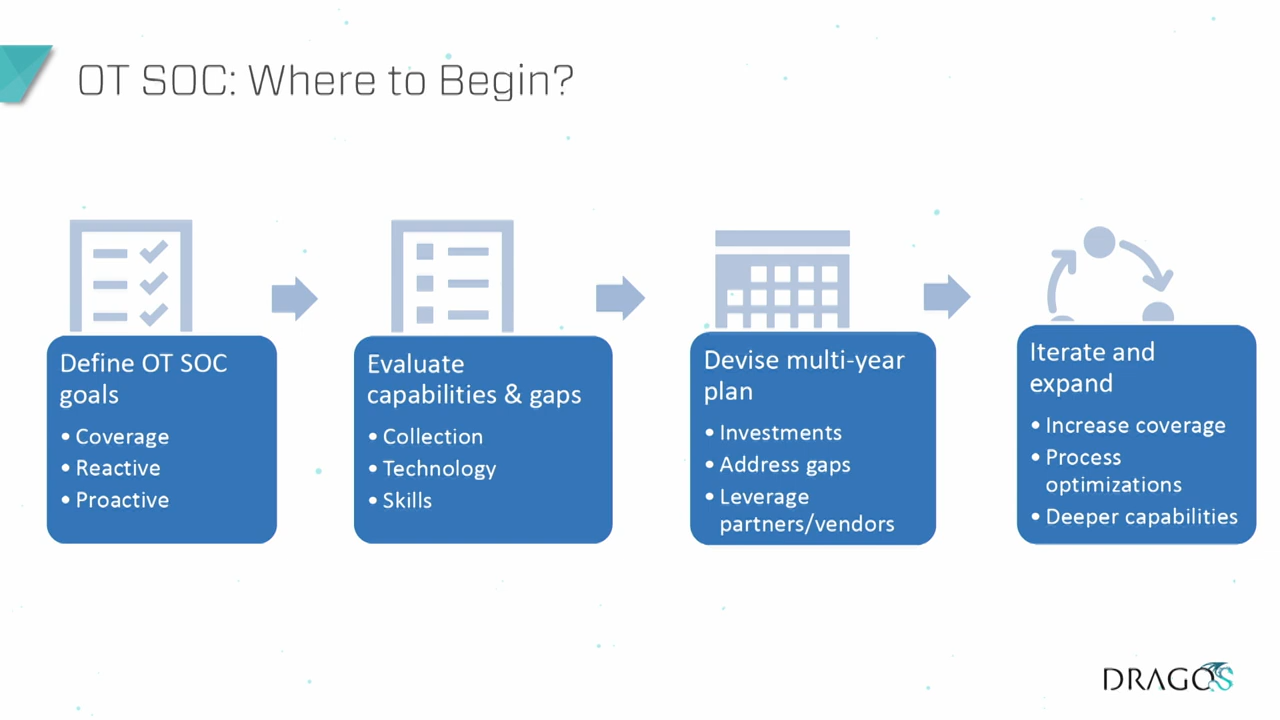 OT SOC: Where to Begin?
Define OT SOC
goals
• Coverage
• Reactive
• Proactive
Evaluate
capabilities & gaps
• Collection
• Technology
• Skills
Devise multi-year
plan
• Investments
• Address gaps
• Leverage
partners/vendors
Iterate and
expand
• Increase coverage
• Process
optimizations
• Deeper capabilities
DRAGOS